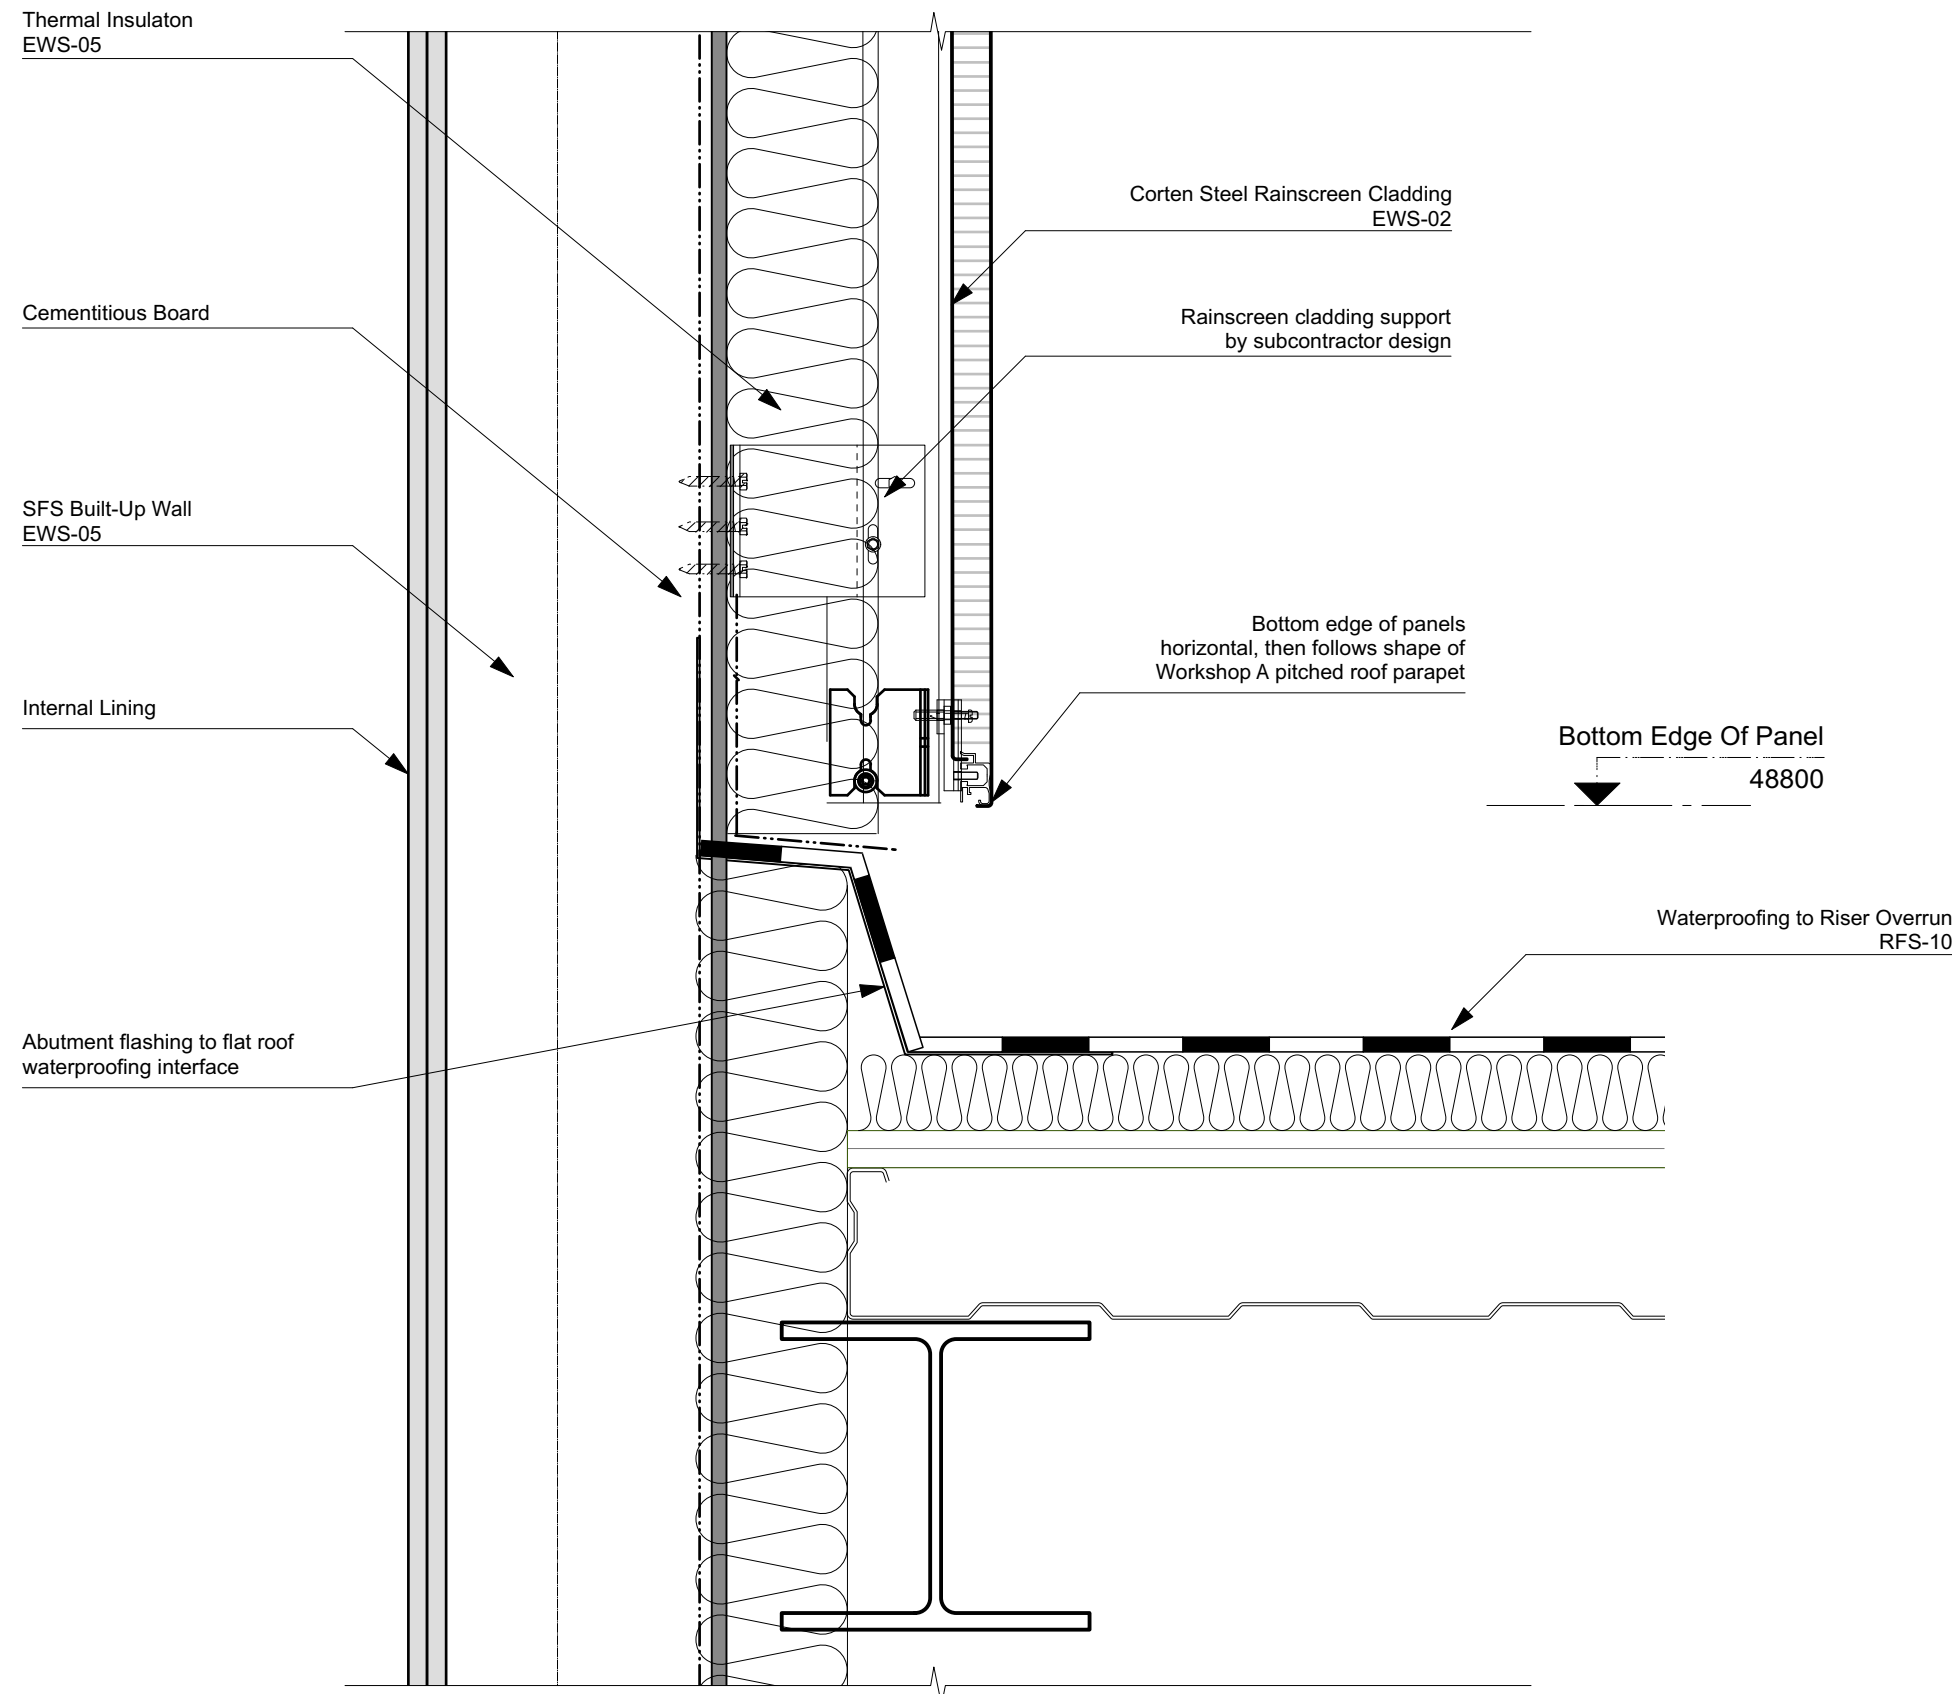 Thermal Insulaton
EWS-05
Cementitious Board
SFS Built-Up Wall
EWS-05
Internal Lining
Abutment flashing to flat roof
waterproofing interface
Corten Steel Rainscreen Cladding
EWS-02
Rainscreen cladding support
by subcontractor design
Bottom edge of panels
horizontal, then follows shape of
Workshop A pitched roof parapet
Bottom Edge Of Panel
48800
Waterproofing to Riser Overrun
RFS-10